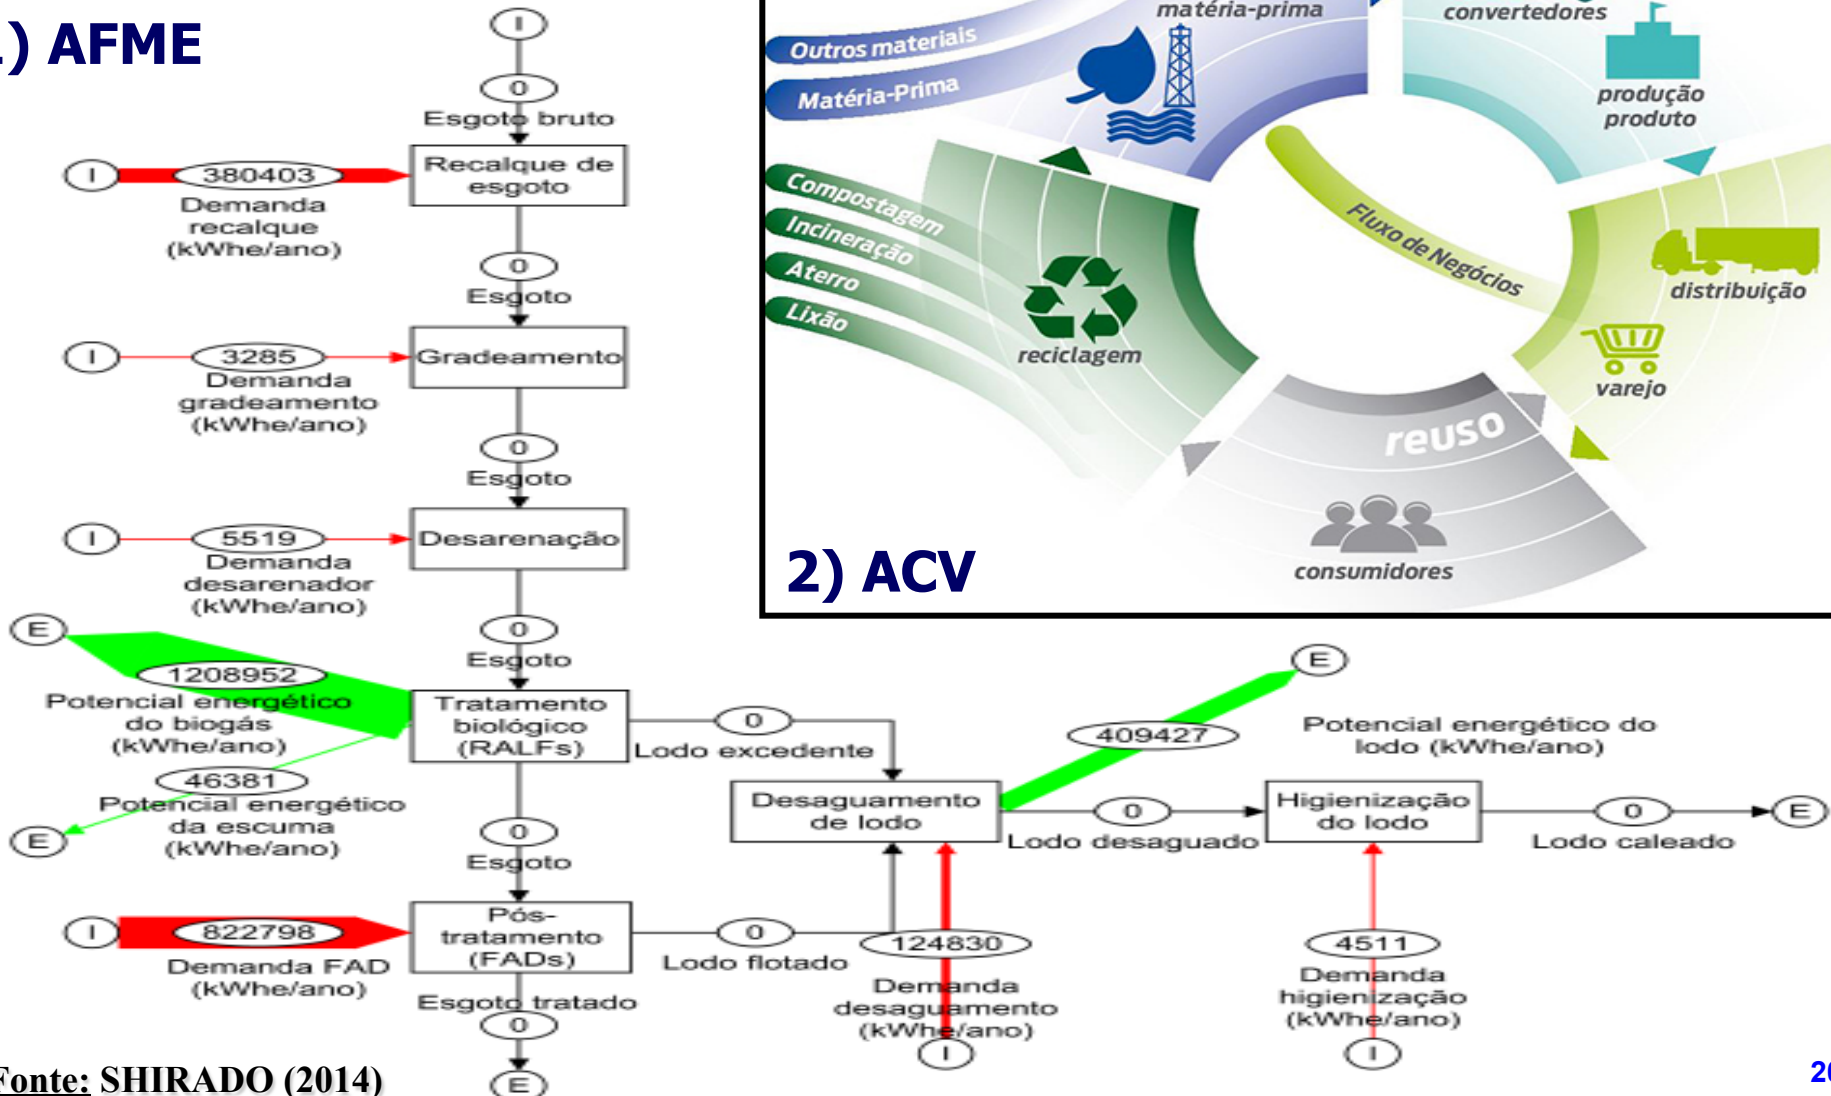 ) AFME
I
0
Esgoto bruto
I
380403
Demanda
recalque
(kWhe/ano)
Recalque de
esgoto
0
Esgoto
I
3285
Demanda
gradeamento
(kWhe/ano)
Gradeamento
0
Esgoto
I
5519
Demanda
desarenador
(kWhe/ano)
Desarenação
0
Esgoto
E
1208952
Potencial energético
do biogás
(kWhe/ano)
46381
Potencial energético
da escuma
(kWhe/ano)
E
Tratamento
biológico
(RALFs)
0
Lodo excedente
0
Esgoto
I
822798
Demanda FAD
(kWhe/ano)
Pós-
tratamento
(FADs)
0
Lodo flotado
Esgoto tratado
0
E
Desaguamento
de lodo
409427
E
Potencial energético do
lodo (kWhe/ano)
124830
Demanda
desaguamento
(kWhe/ano)
I
0
Lodo desaguado
Higienização
do lodo
4511
Demanda
higienização
(kWhe/ano)
I
0
Lodo caleado
E
matéria-prima
convertedores
Outros materiais
Matéria-Prima
produção
produto
Compostagem
Incineração
Aterro
Lixão
Fluxo de Negócios
distribuição
reciclagem
varejo
reuso
consumidores
2) ACV
Fonte: SHIRADO (2014)